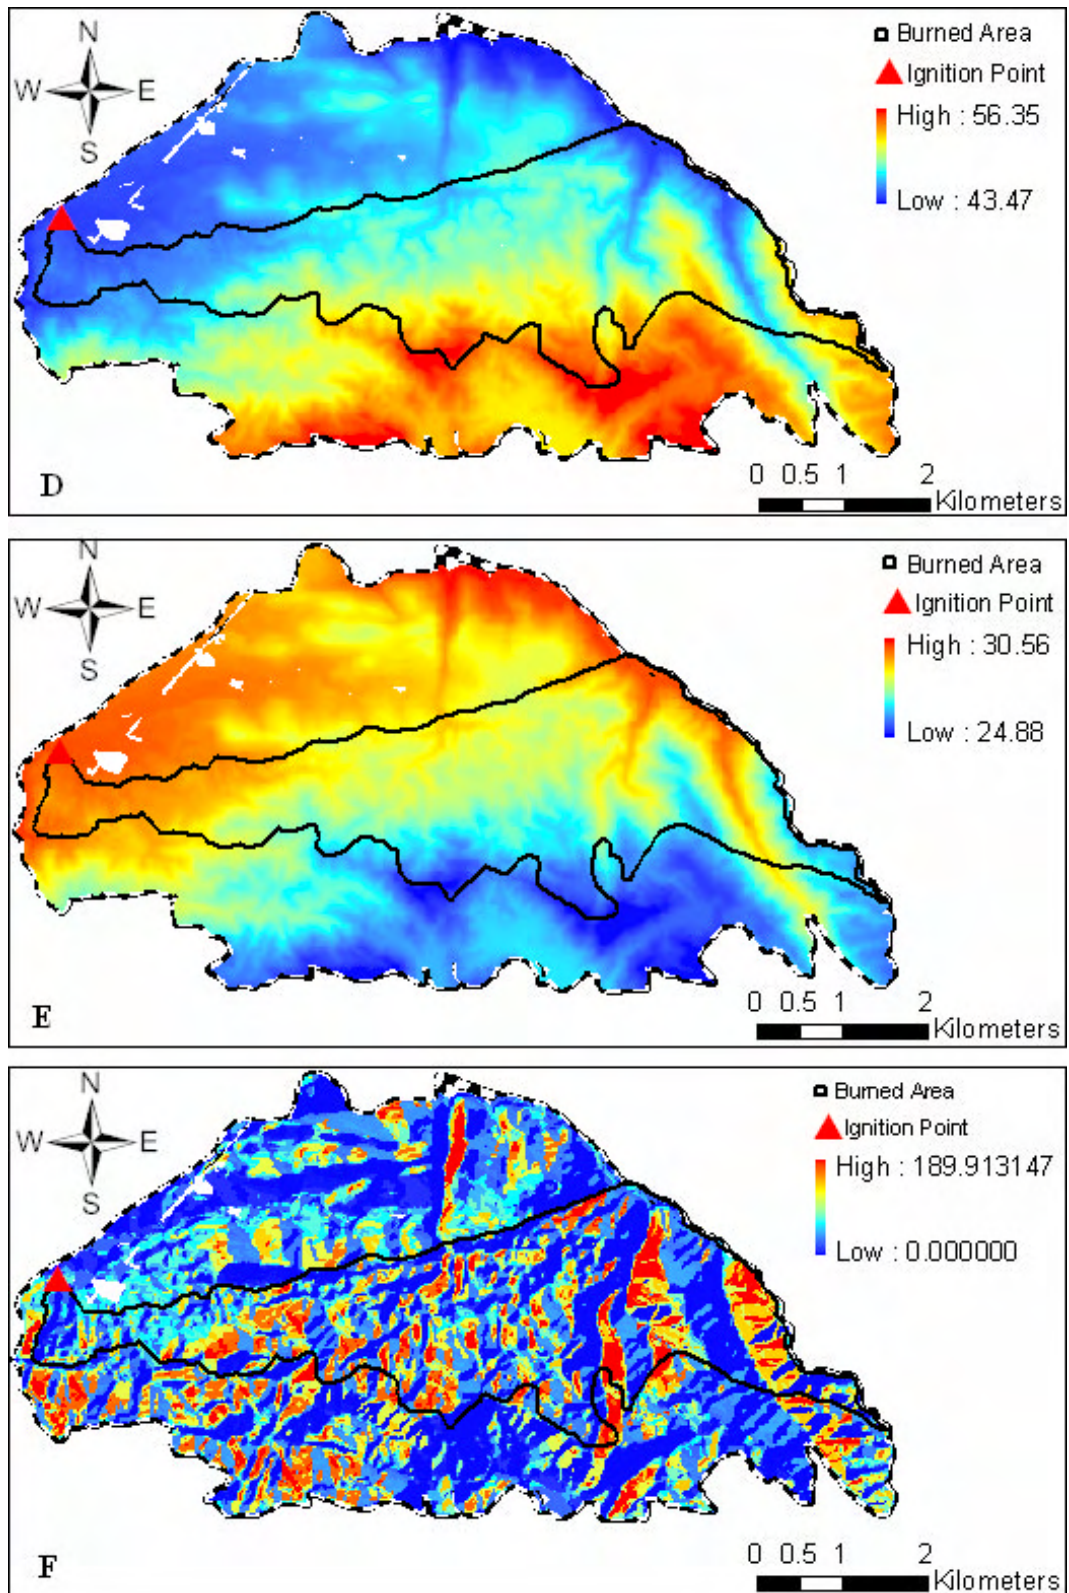 N
W E
S
Burned Area
Ignition Point
High : 56.35
Low : 43.47
D
0 0.5 1 2
Kilometers
N
W E
S
Burned Area
Ignition Point
High : 30.56
Low : 24.88
E
0 0.5 1 2
Kilometers
N
W E
S
Burned Area
Ignition Point
High : 189.913147
Low : 0.000000
F
0 0.5 1 2
Kilometers